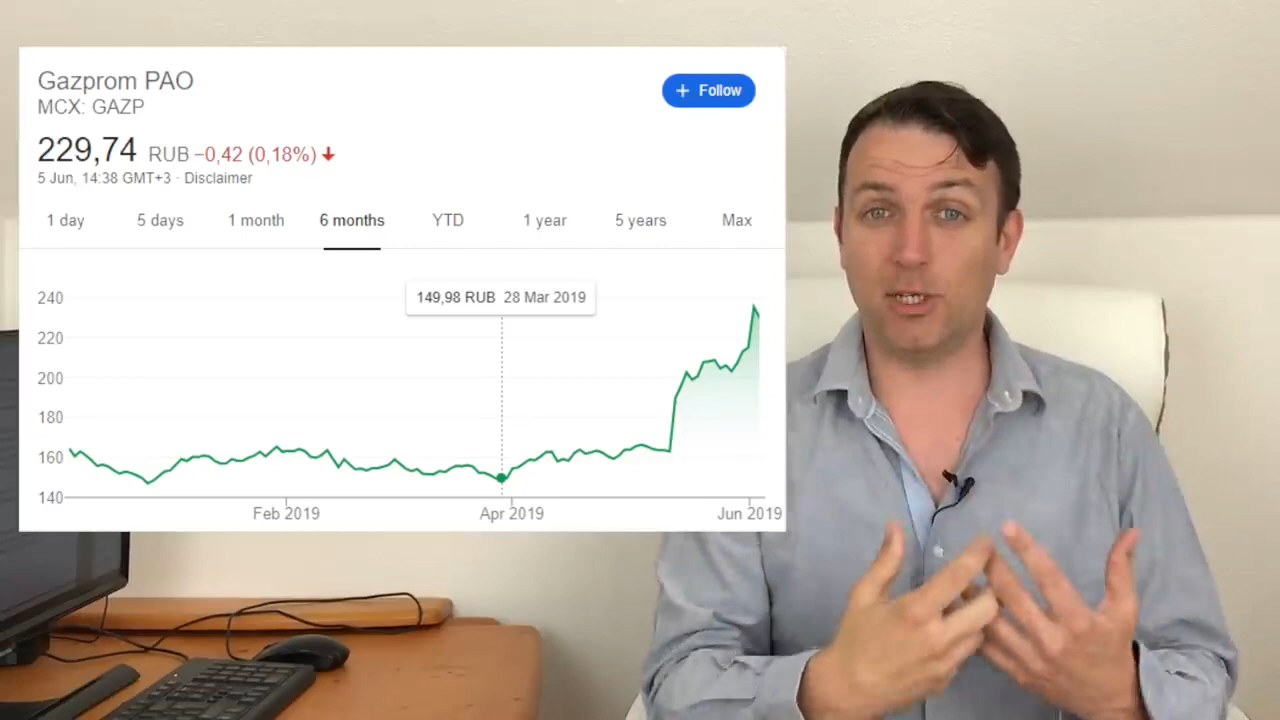 Gazprom PAO
MCX: GAZP
+ Follow
229,74 RUB −0,42 (0,18%)
5 Jun, 14:38 GMT+3 · Disclaimer
1 day 5 days 1 month 6 months YTD 1 year 5 years Max
149,98 RUB 28 Mar 2019
240
220
200
180
160
140
Feb 2019 Apr 2019 Jun 2019